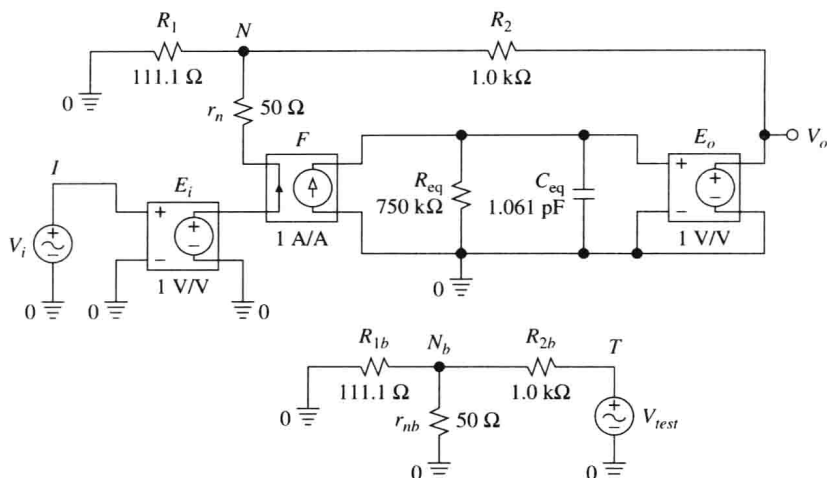 R1 N R2
111.1 Ω 1.0 kΩ
0
rn 50 Ω
F Eo
+ − + −
Vo
I
Ei
+ − + −
Req
750 kΩ
Ceq
1.061 pF
Vi
+ −
1 A/A
1 V/V
1 V/V
0 0 0
0
R1b Nb R2b T
111.1 Ω 1.0 kΩ
0
rnb 50 Ω
+ −
Vtest
0 0